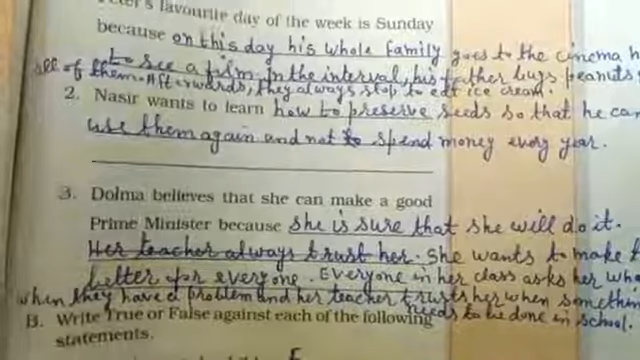 's favourite day of the week is Sunday
because on this day his whole family goes to the cinema h
to see a film. In the interval, his father buys peanuts
all of them. Afterwards, they always stop to eat ice cream.
2. Nasir wants to learn how to preserve seeds so that he can
use them again and not to spend money every year.
3. Dolma believes that she can make a good
Prime Minister because she is sure that she will do it.
Her teacher always trust her. She wants to make t
better for everyone. Everyone in her class asks her wha
when they have a problem and her teacher trusts her when somethin
needs to be done in school.
B. Write True or False against each of the following
statements.
F